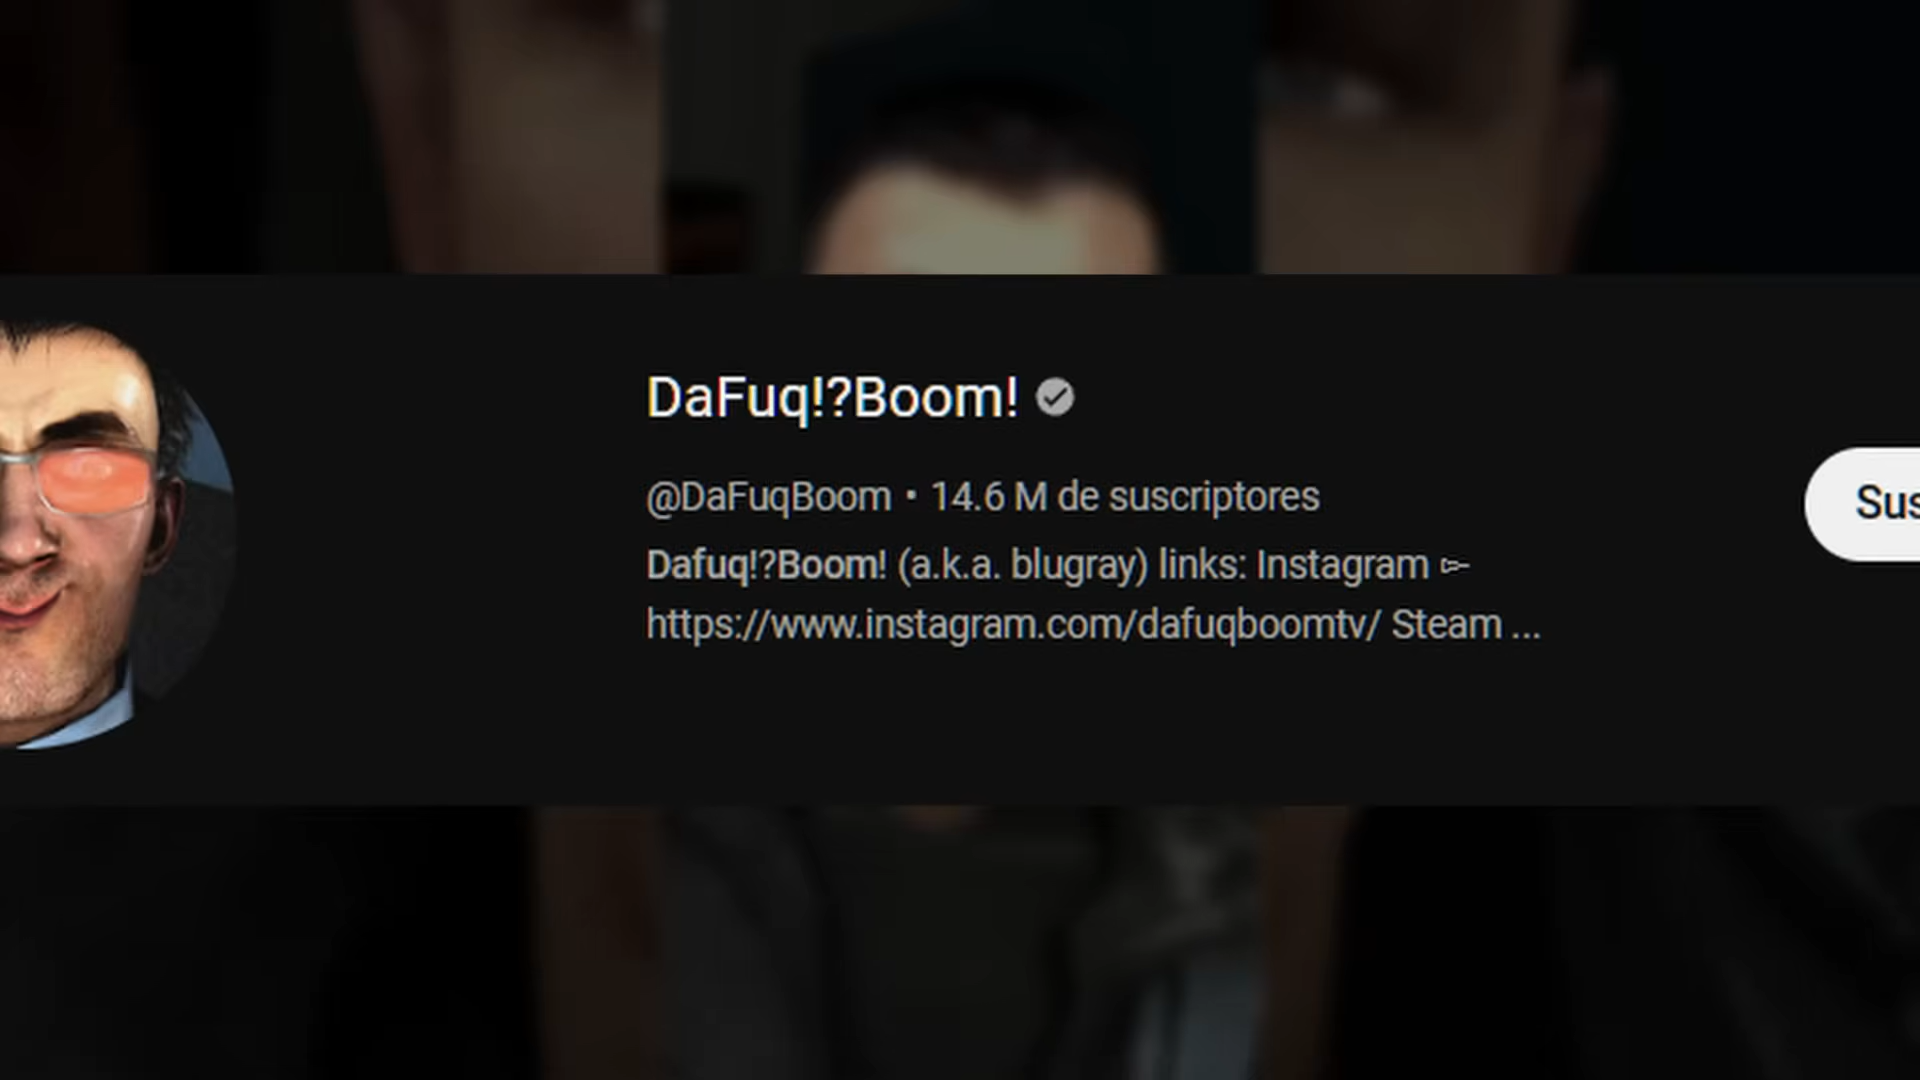 DaFuq!?Boom!
@DaFuqBoom • 14.6 M de suscriptores
Dafuq!?Boom! (a.k.a. blugray) links: Instagram ⌲
https://www.instagram.com/dafuqboomtv/ Steam ...
Sus